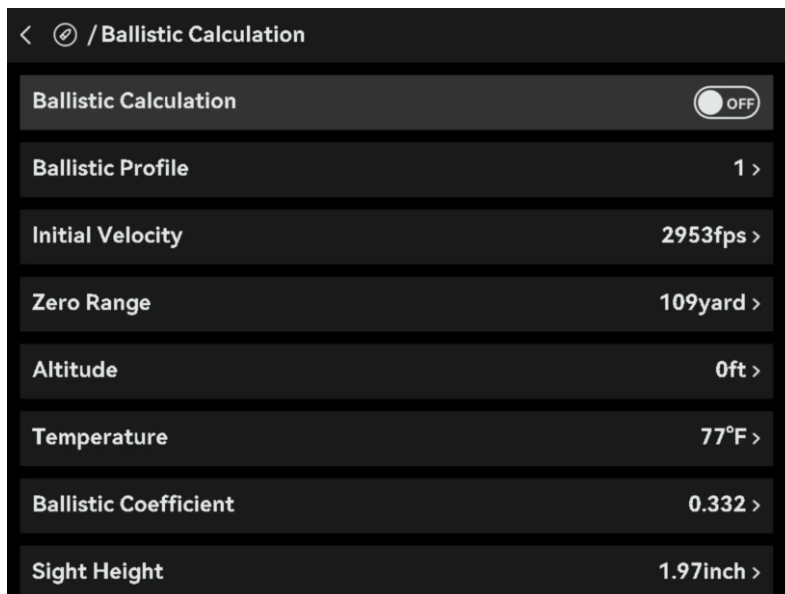 / Ballistic Calculation
Ballistic Calculation OFF
Ballistic Profile 1 >
Initial Velocity 2953fps >
Zero Range 109yard >
Altitude 0ft >
Temperature 77°F >
Ballistic Coefficient 0.332 >
Sight Height 1.97inch >